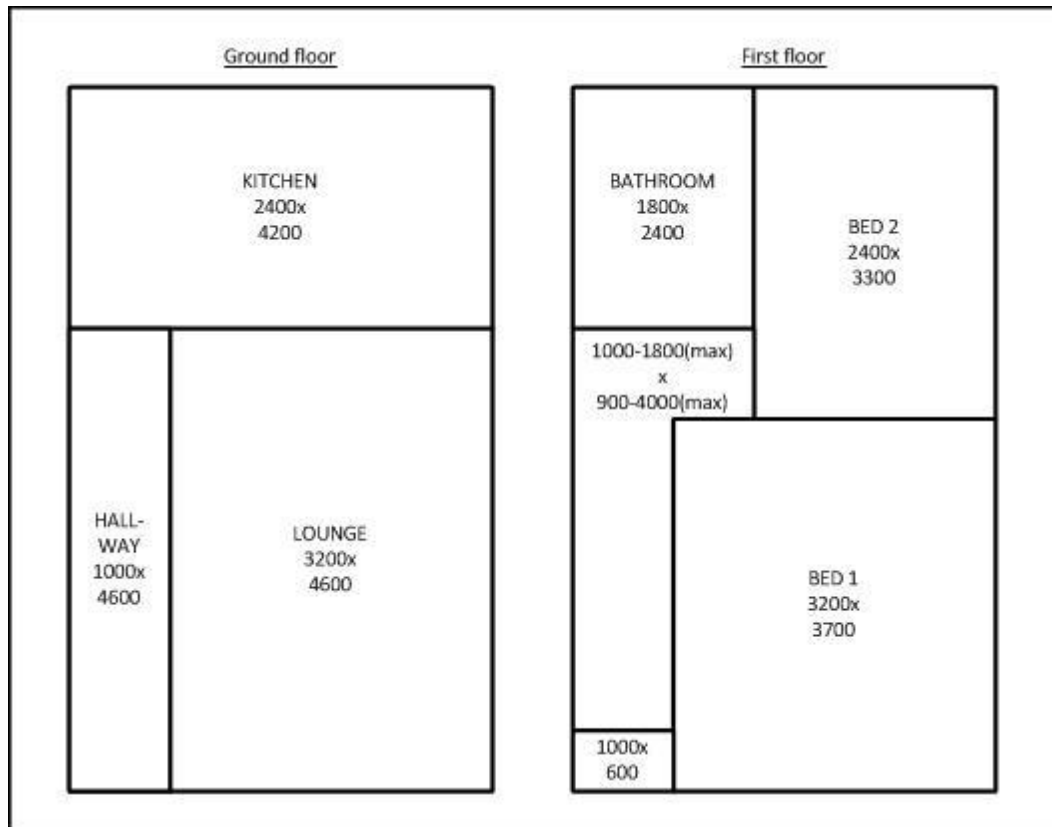 Ground floor
KITCHEN
2400x
4200
HALL-
WAY
1000x
4600
LOUNGE
3200x
4600
First floor
BATHROOM
1800x
2400
BED 2
2400x
3300
1000-1800(max)
x
900-4000(max)
BED 1
3200x
3700
1000x
600